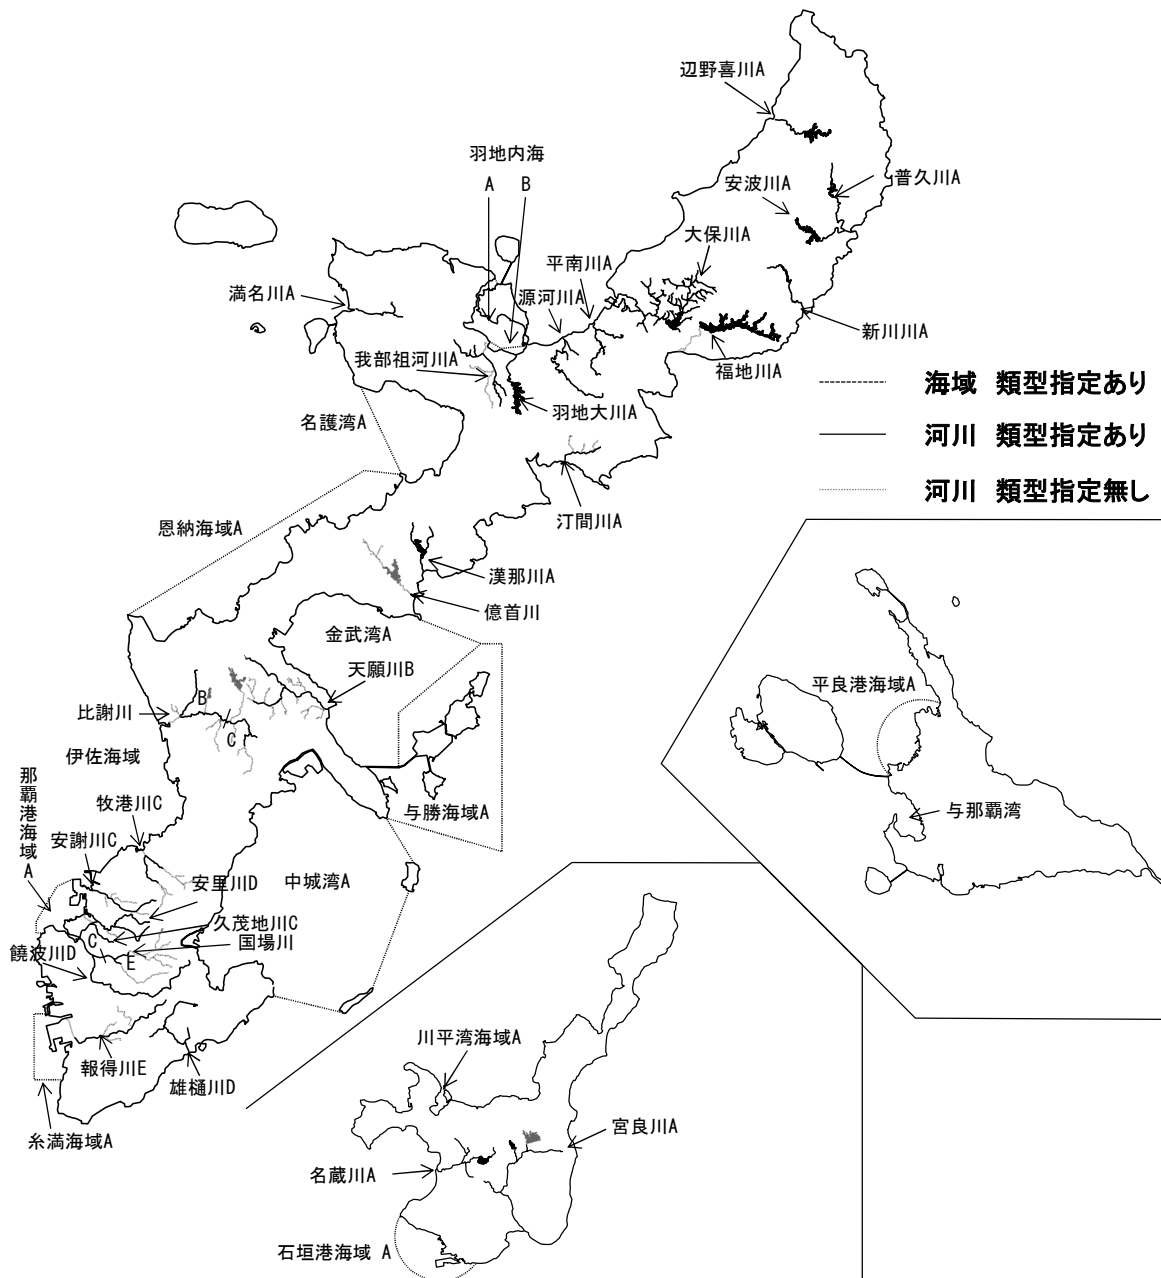 辺野喜川A
羽地内海
A B
安波川A
普久川A
大保川A
平南川A
満名川A
源河川A
新川川A
我部祖河川A
福地川A
海域 類型指定あり
羽地大川A
名護湾A
河川 類型指定あり
河川 類型指定無し
汀間川A
恩納海域A
漢那川A
億首川
金武湾A
天願川B
B
平良港海域A
比謝川
C
伊佐海域
那覇港海域A
牧港川C
与勝海域A
与那覇湾
安謝川C
安里川D
中城湾A
久茂地川C
C
国場川
饒波川D
E
報得川E
川平湾海域A
雄樋川D
宮良川A
糸満海域A
名蔵川A
石垣港海域 A